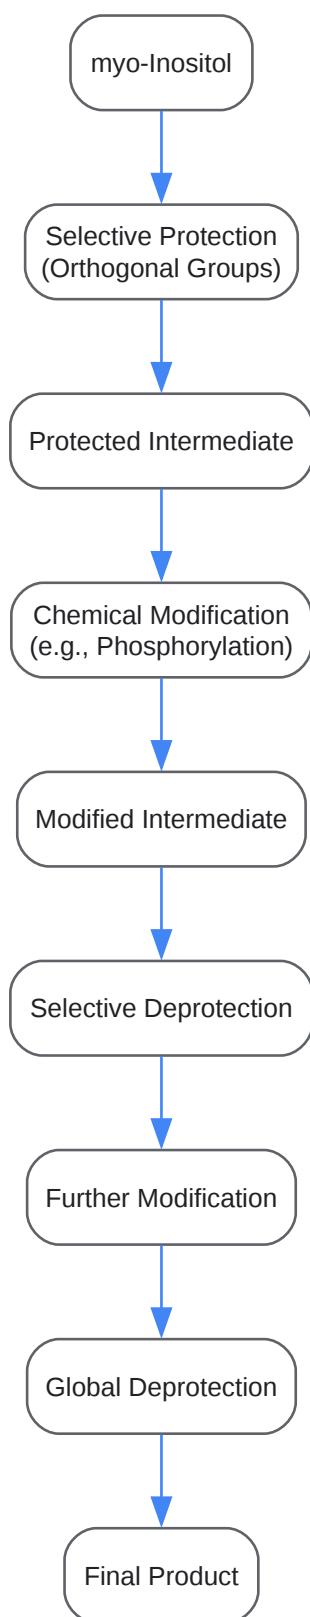 myo-Inositol
Selective Protection
(Orthogonal Groups)
Protected Intermediate
Chemical Modification
(e.g., Phosphorylation)
Modified Intermediate
Selective Deprotection
Further Modification
Global Deprotection
Final Product